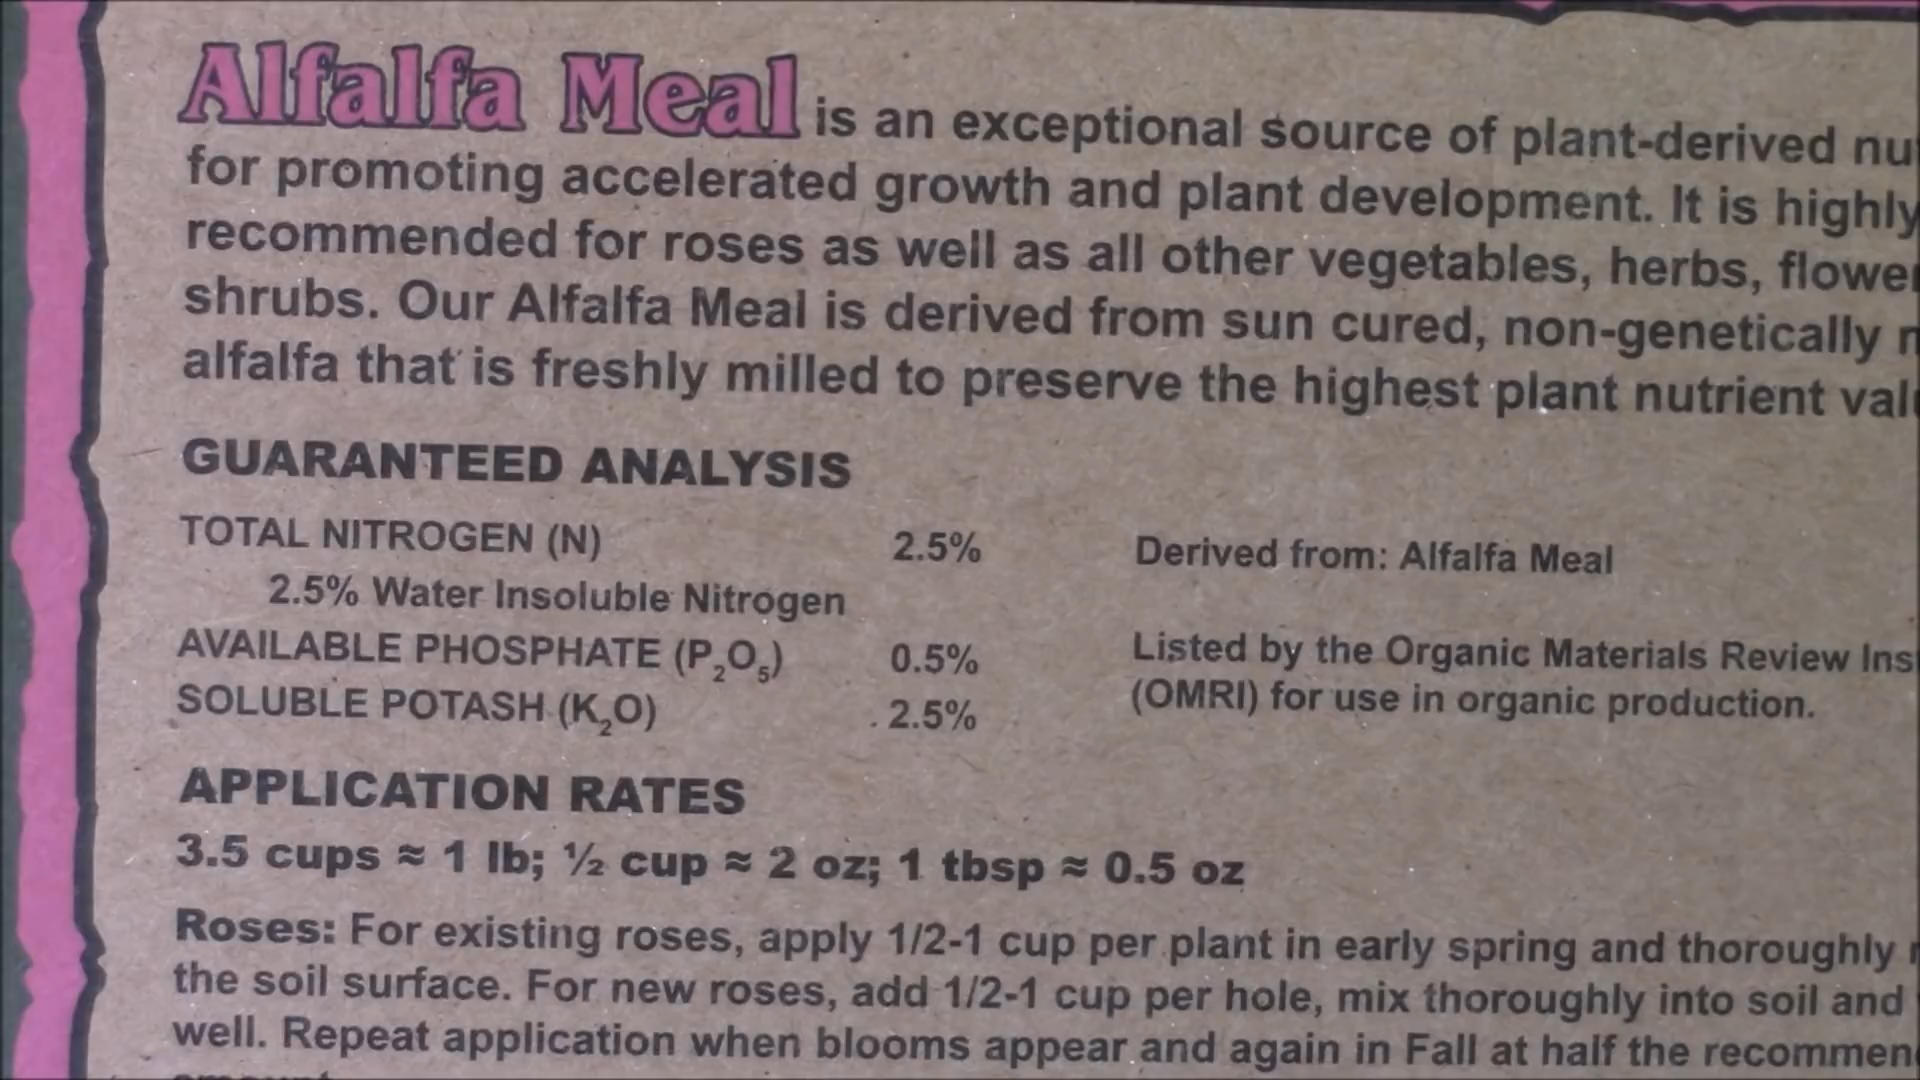 Alfalfa Meal is an exceptional source of plant-derived
for promoting accelerated growth and plant development. It is highly
recommended for roses as well as all other vegetables, herbs,
shrubs. Our Alfalfa Meal is derived from sun cured, non-genetically
alfalfa that is freshly milled to preserve the highest plant nutrient
GUARANTEED ANALYSIS
TOTAL NITROGEN (N) 2.5%
2.5% Water Insoluble Nitrogen
AVAILABLE PHOSPHATE (P₂O₅) 0.5%
SOLUBLE POTASH (K₂O) 2.5%
Derived from: Alfalfa Meal
Listed by the Organic Materials Review
(OMRI) for use in organic production.
APPLICATION RATES
3.5 cups ≈ 1 lb; ½ cup ≈ 2 oz; 1 tbsp ≈ 0.5 oz
Roses: For existing roses, apply 1/2-1 cup per plant in early spring and thoroughly
the soil surface. For new roses, add 1/2-1 cup per hole, mix thoroughly into soil and
well. Repeat application when blooms appear and again in Fall at half the